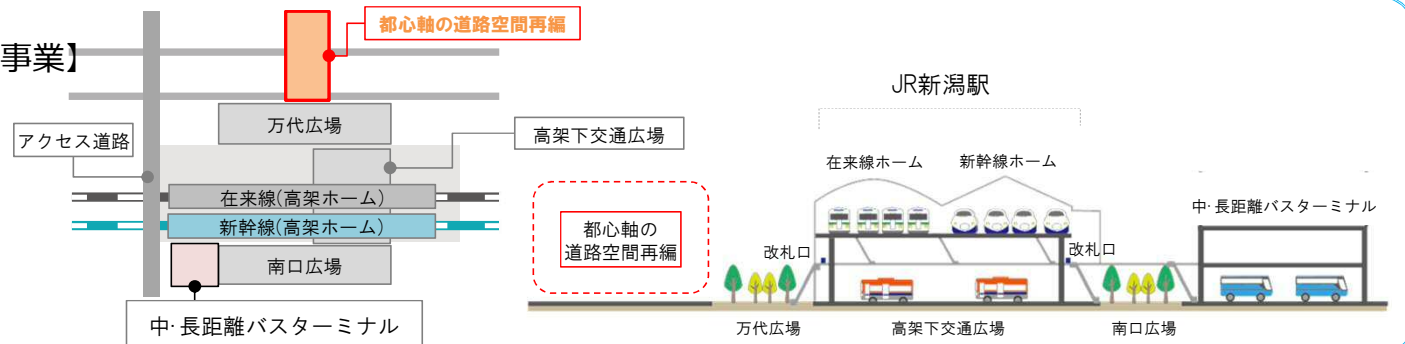 事業】
都心軸の道路空間再編
万代広場
アクセス道路
高架下交通広場
在来線(高架ホーム)
新幹線(高架ホーム)
南口広場
中･長距離バスターミナル
JR新潟駅
在来線ホーム
新幹線ホーム
中･長距離バスターミナル
都心軸の
道路空間再編
改札口
改札口
万代広場
高架下交通広場
南口広場